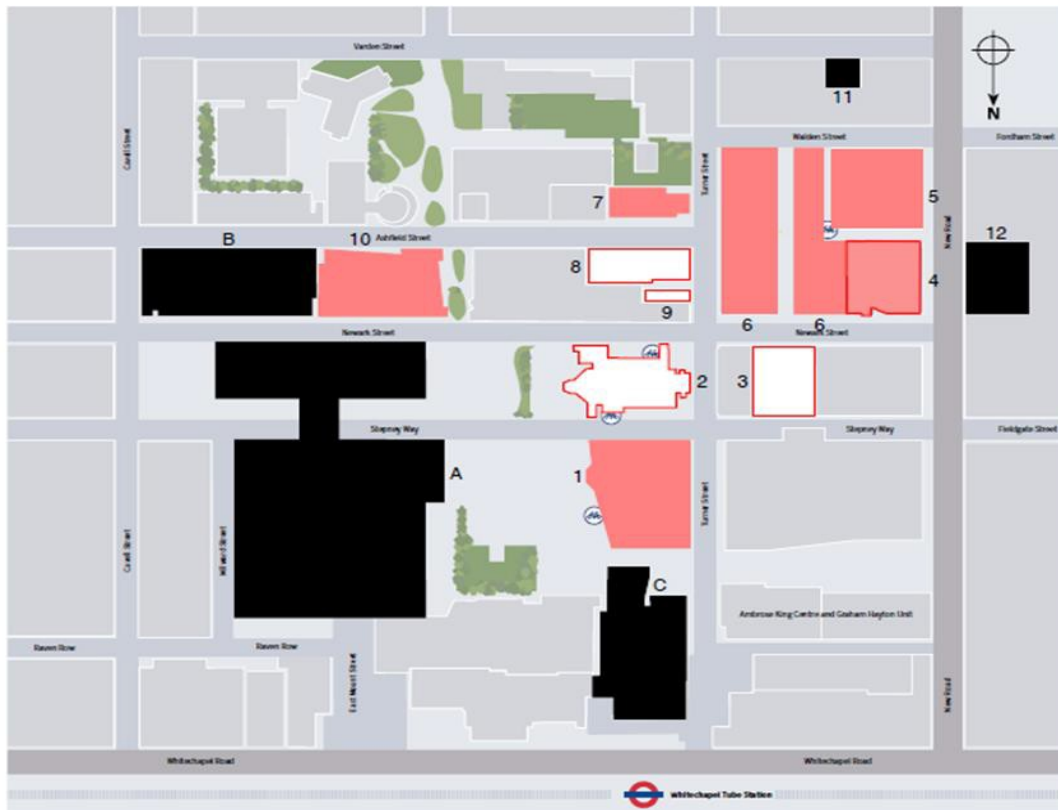 Varden Street
N
11
Cavell Street
Walden Street
Fordham Street
Turner Street
5
7
New Road
B
10
Ashfield Street
12
8
4
9
6
6
Newark Street
Newark Street
2
3
Stepney Way
Stepney Way
Fieldgate Street
A
1
Turner Street
Cavell Street
Milward Street
C
Ambrose King Centre and Graham Hayton Unit
Raven Row
Raven Row
East Mount Street
New Road
Whitechapel Road
Whitechapel Road
Whitechapel Tube Station